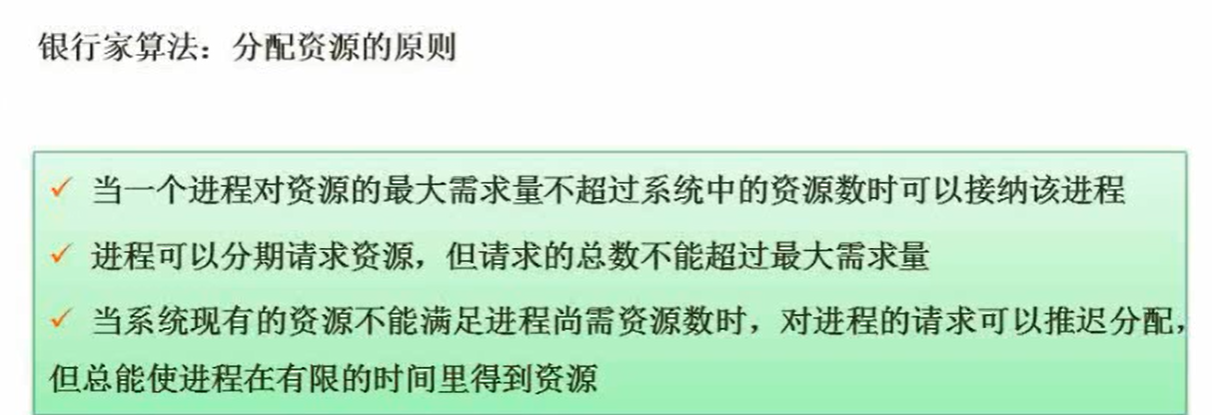 银行家算法：分配资源的原则
✓ 当一个进程对资源的最大需求量不超过系统中的资源数时可以接纳该进程
✓ 进程可以分期请求资源，但请求的总数不能超过最大需求量
✓ 当系统现有的资源不能满足进程尚需资源数时，对进程的请求可以推迟分配，
但总能使进程在有限的时间里得到资源